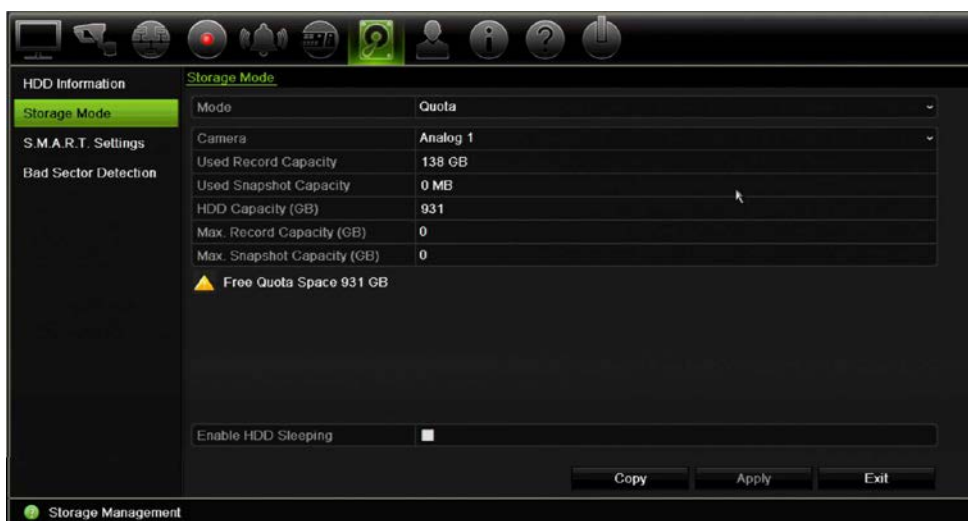 HDD Information
Storage Mode
S.M.A.R.T. Settings
Bad Sector Detection
Storage Mode
Mode Quota
Camera Analog 1
Used Record Capacity 138 GB
Used Snapshot Capacity 0 MB
HDD Capacity (GB) 931
Max. Record Capacity (GB) 0
Max. Snapshot Capacity (GB) 0
Free Quota Space 931 GB
Enable HDD Sleeping
Copy Apply Exit
Storage Management